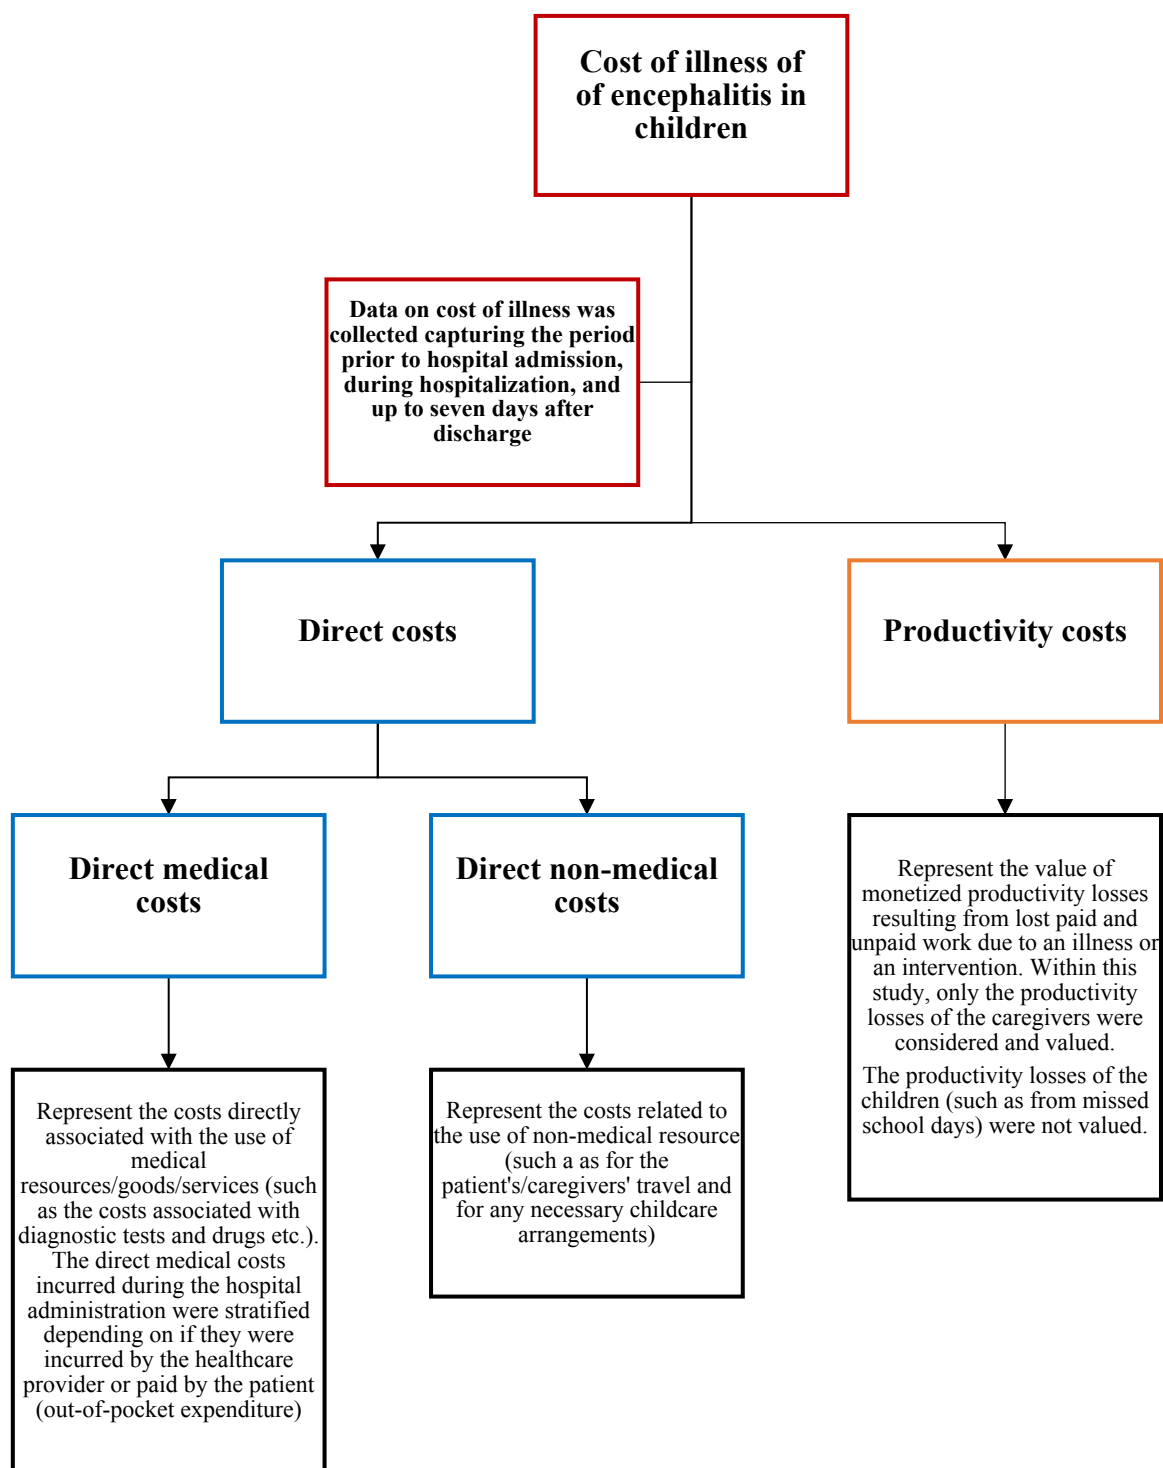 Cost of illness of
of encephalitis in
children
Data on cost of illness was
collected capturing the period
prior to hospital admission,
during hospitalization, and
up to seven days after
discharge
Direct costs
Productivity costs
Direct medical
costs
Direct non-medical
costs
Represent the value of
monetized productivity losses
resulting from lost paid and
unpaid work due to an illness or
an intervention. Within this
study, only the productivity
losses of the caregivers were
considered and valued.
The productivity losses of the
children (such as from missed
school days) were not valued.
Represent the costs directly
associated with the use of
medical
resources/goods/services (such
as the costs associated with
diagnostic tests and drugs etc.).
The direct medical costs
incurred during the hospital
administration were stratified
depending on if they were
incurred by the healthcare
provider or paid by the patient
(out-of-pocket expenditure)
Represent the costs related to
the use of non-medical resource
(such a as for the
patient's/caregivers' travel and
for any necessary childcare
arrangements)